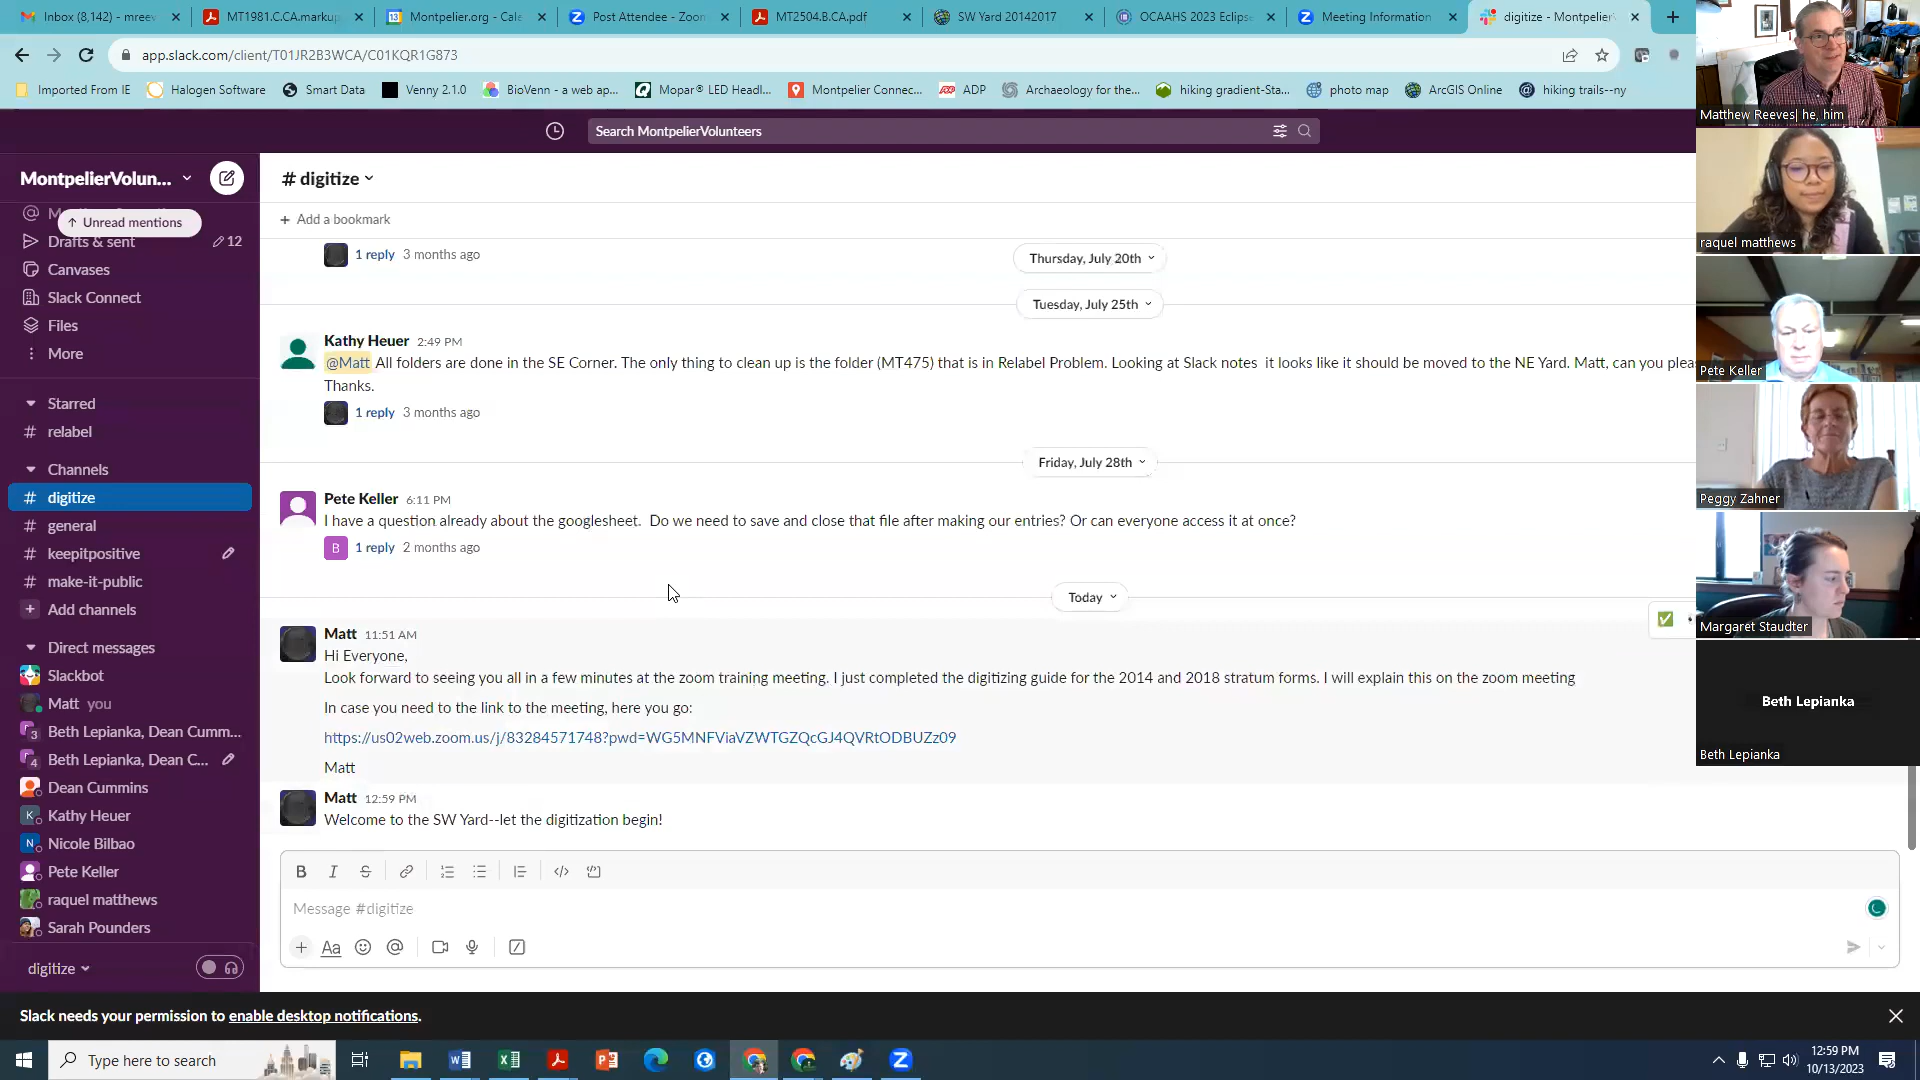 Inbox (8,142) - mreev
MT1981.C.CA.markup
Montpelier.org - Cale
Post Attendee - Zoom
MT2504.B.CA.pdf
SW Yard 20142017
OCAAHS 2023 Eclips
Meeting Information
digitize - Montpelier
app.slack.com/client/T01JR2B3WCA/C01KQR1G873
Imported From IE
Halogen Software
Smart Data
Venny 2.1.0
BioVenn - a web ap...
Mopar® LED Headl...
Montpelier Connec...
ADP
Archaeology for the...
hiking gradient-Sta...
photo map
ArcGIS Online
hiking trails--ny
Search MontpelierVolunteers
MontpelierVolun...
Unread mentions
Drafts & sent
12
Canvases
Slack Connect
Files
More
Starred
# relabel
Channels
# digitize
# general
# keepitpositive
# make-it-public
Add channels
Direct messages
Slackbot
Matt you
3 Beth Lepianka, Dean Cumm...
4 Beth Lepianka, Dean C...
Dean Cummins
K Kathy Heuer
N Nicole Bilbao
Pete Keller
raquel matthews
Sarah Pounders
digitize
# digitize
+ Add a bookmark
1 reply 3 months ago
Thursday, July 20th
Tuesday, July 25th
Kathy Heuer 2:49 PM
@Matt All folders are done in the SE Corner. The only thing to clean up is the folder (MT475) that is in Relabel Problem. Looking at Slack notes it looks like it should be moved to the NE Yard. Matt, can you plea
Thanks.
1 reply 3 months ago
Friday, July 28th
Pete Keller 6:11 PM
I have a question already about the googlesheet. Do we need to save and close that file after making our entries? Or can everyone access it at once?
B 1 reply 2 months ago
Today
Matt 11:51 AM
Hi Everyone,
Look forward to seeing you all in a few minutes at the zoom training meeting. I just completed the digitizing guide for the 2014 and 2018 stratum forms. I will explain this on the zoom meeting
In case you need to the link to the meeting, here you go:
https://us02web.zoom.us/j/83284571748?pwd=WG5MNFViaVZWTGZQcGJ4QVRtODBUZz09
Matt
Matt 12:59 PM
Welcome to the SW Yard--let the digitization begin!
B I S
Message #digitize
+ Aa
Slack needs your permission to enable desktop notifications.
Type here to search
12:59 PM
10/13/2023
Matthew Reeves| he, him
raquel matthews
Pete Keller
Peggy Zahner
Margaret Staudter
Beth Lepianka
Beth Lepianka